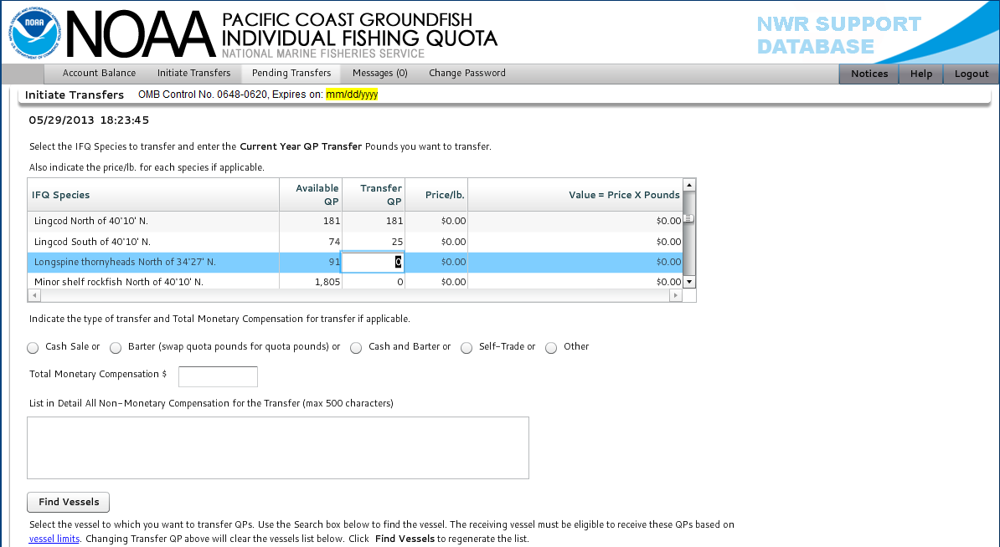 NOAA
PACIFIC COAST GROUNDFISH
INDIVIDUAL FISHING QUOTA
NATIONAL MARINE FISHERIES SERVICE
NWR SUPPORT
DATABASE
Account Balance Initiate Transfers Pending Transfers Messages (0) Change Password Notices Help Logout
Initiate Transfers OMB Control No. 0648-0620, Expires on: mm/dd/yyyy
05/29/2013 18:23:45
Select the IFQ Species to transfer and enter the Current Year QP Transfer Pounds you want to transfer.
Also indicate the price/lb. for each species if applicable.
IFQ Species Available QP Transfer QP Price/lb. Value = Price X Pounds
Lingcod North of 40'10' N. 181 181 $0.00 $0.00
Lingcod South of 40'10' N. 74 25 $0.00 $0.00
Longspine thornyheads North of 34'27' N. 91 0 $0.00 $0.00
Minor shelf rockfish North of 40'10' N. 1,805 0 $0.00 $0.00
Indicate the type of transfer and Total Monetary Compensation for transfer if applicable.
Cash Sale or Barter (swap quota pounds for quota pounds) or Cash and Barter or Self-Trade or Other
Total Monetary Compensation $
List in Detail All Non-Monetary Compensation for the Transfer (max 500 characters)
Find Vessels
Select the vessel to which you want to transfer QPs. Use the Search box below to find the vessel. The receiving vessel must be eligible to receive these QPs based on
vessel limits. Changing Transfer QP above will clear the vessels list below. Click Find Vessels to regenerate the list.